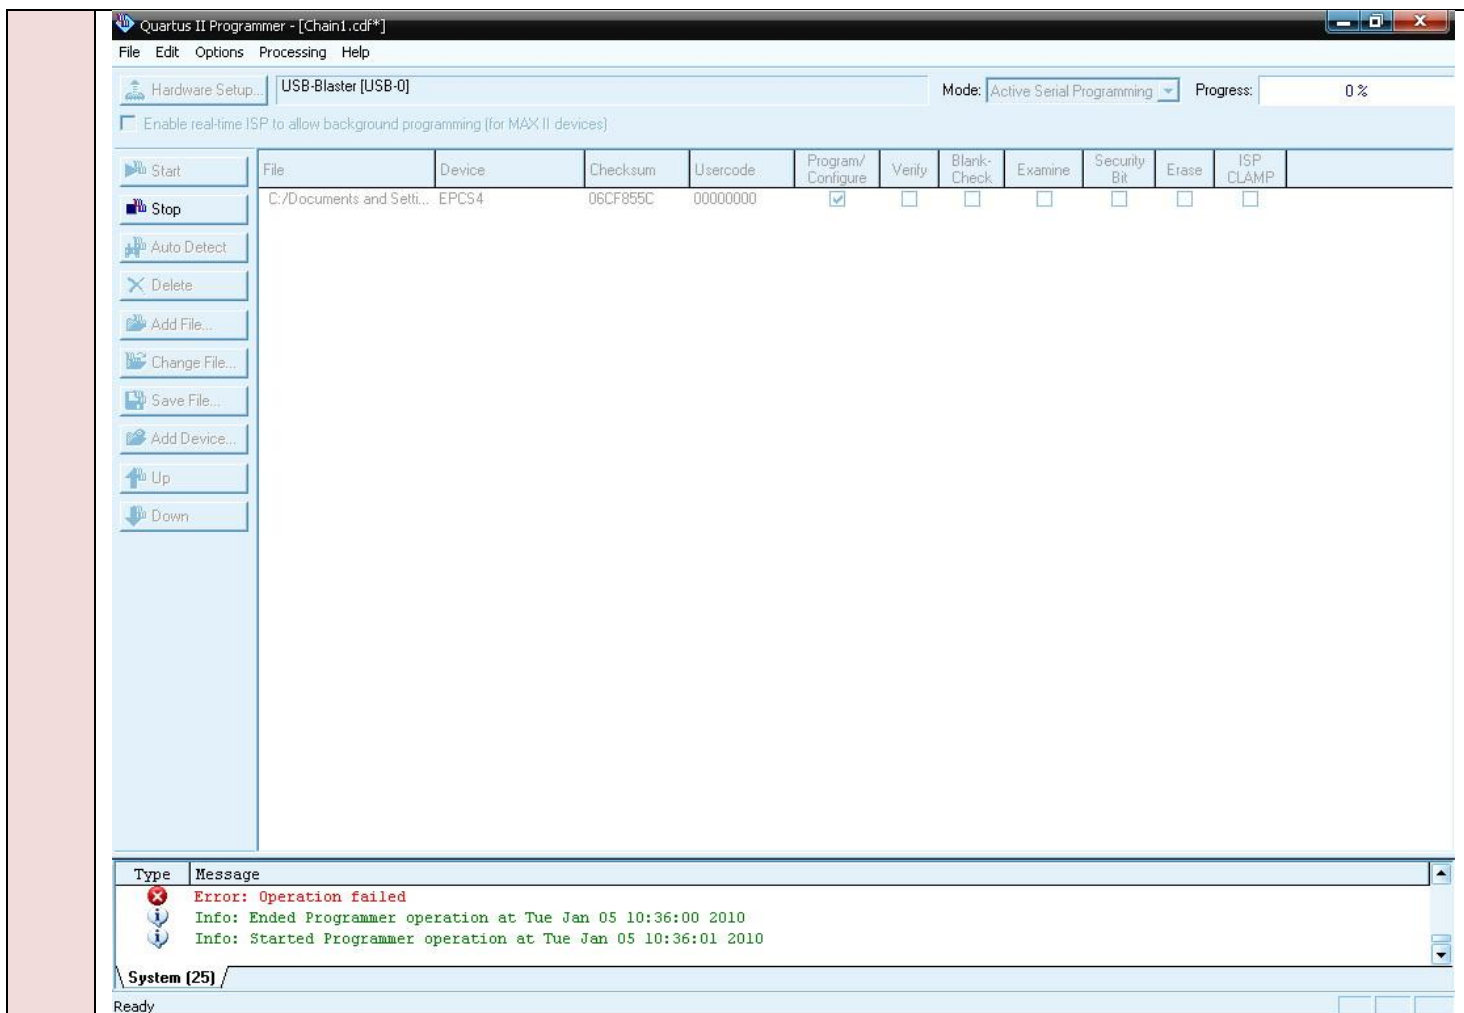 Quartus II Programmer - [Chain1.cdf*]
File Edit Options Processing Help
Hardware Setup... USB-Blaster [USB-0] Mode: Active Serial Programming Progress: 0 %
Enable real-time ISP to allow background programming (for MAX II devices)
Start
Stop
Auto Detect
Delete
Add File...
Change File...
Save File...
Add Device...
Up
Down
File Device Checksum Usercode Program/Configure Verify Blank-Check Examine Security Bit Erase ISP CLAMP
C:/Documents and Setti... EPCS4 06CF855C 00000000
Type Message
Error: Operation failed
Info: Ended Programmer operation at Tue Jan 05 10:36:00 2010
Info: Started Programmer operation at Tue Jan 05 10:36:01 2010
System (25)
Ready